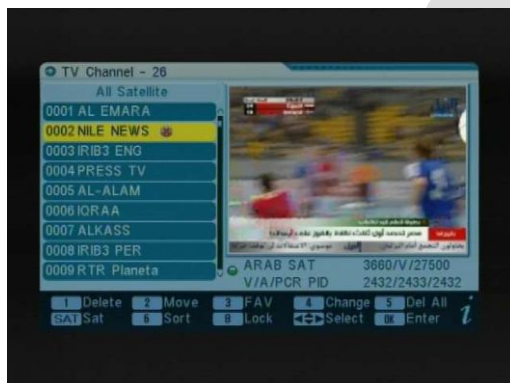 TV Channel - 26
All Satellite
0001 AL EMARA
0002 NILE NEWS
0003 IRIB3 ENG
0004 PRESS TV
0005 AL-ALAM
0006 IQRAA
0007 ALKASS
0008 IRIB3 PER
0009 RTR Planeta
ARAB SAT 3660/V/27500
V/A/PCR PID 2432/2433/2432
1 Delete 2 Move 3 FAV 4 Change 5 Del All
SAT Sat 6 Sort 8 Lock Select OK Enter i